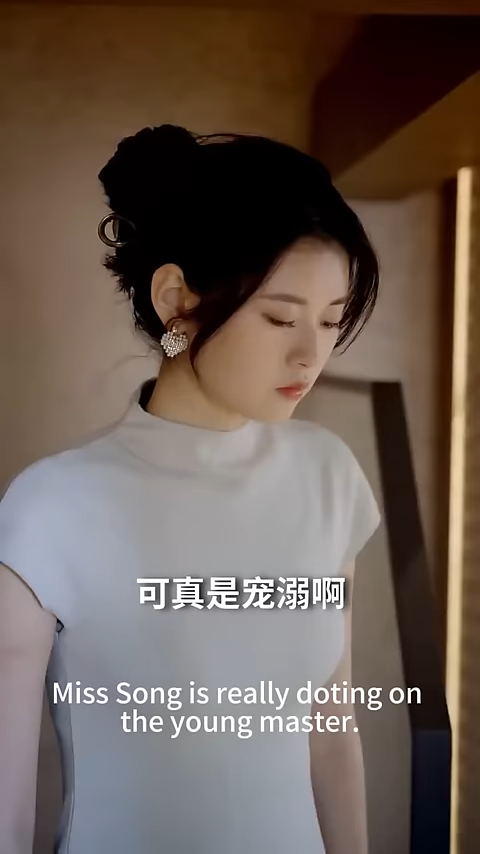 可真是宠溺啊
Miss Song is really doting on
the young master.